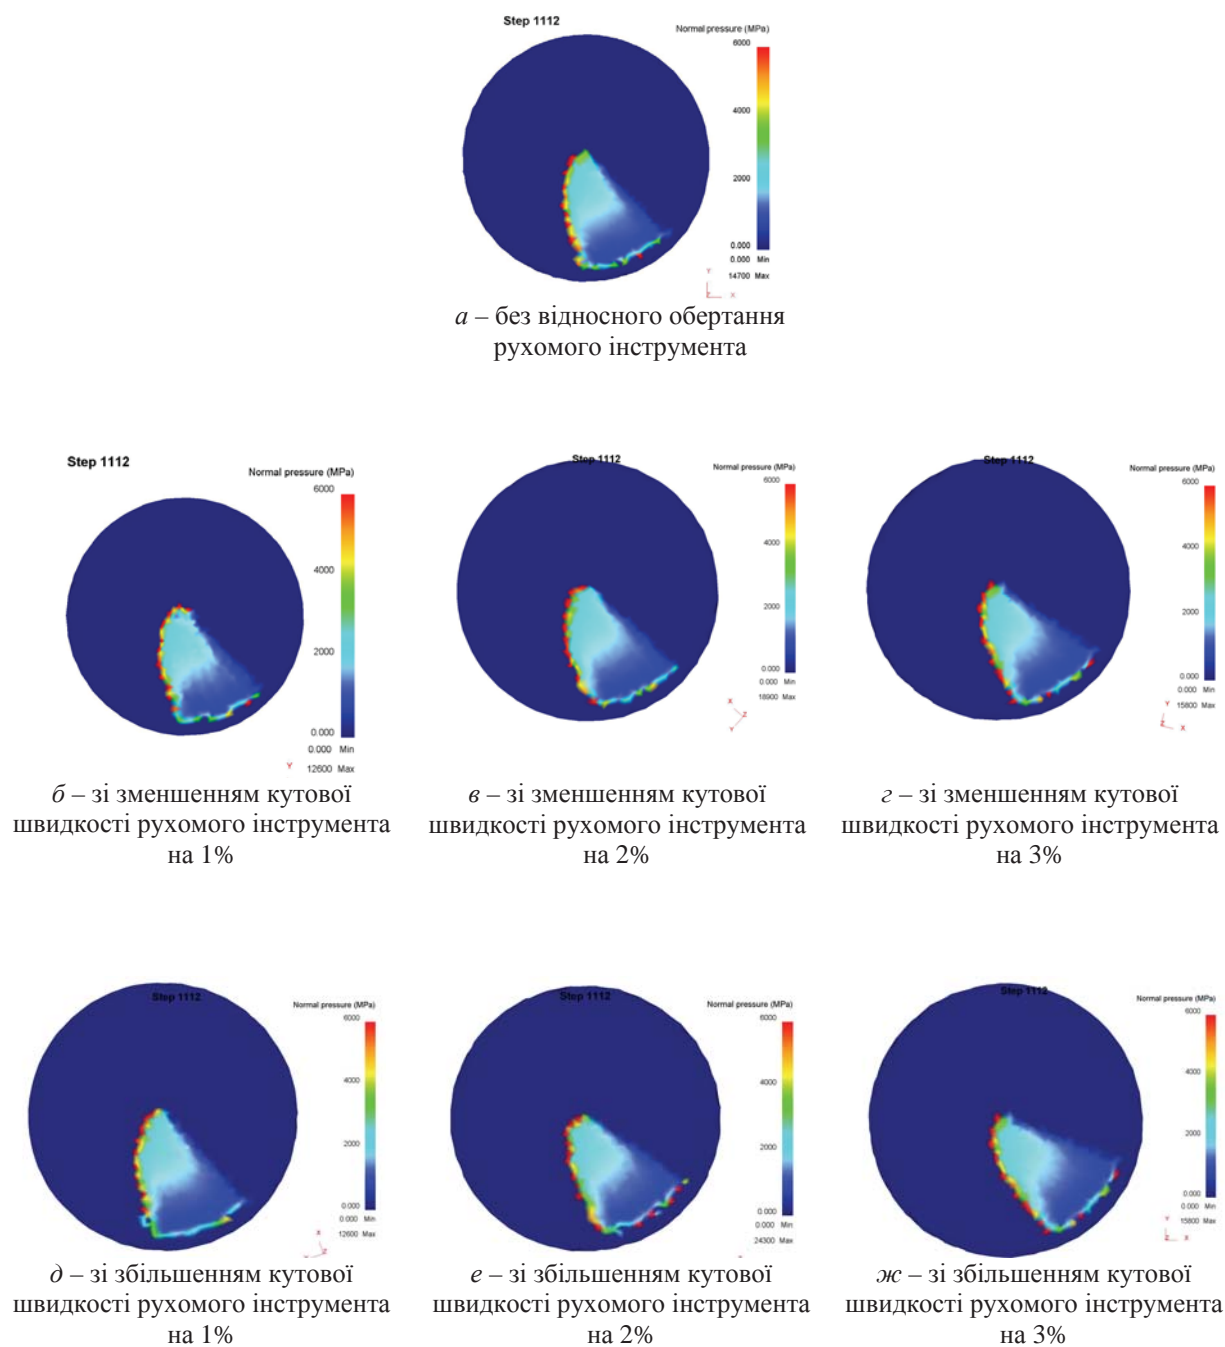 Step 1112
Normal pressure (MPa)
6000
4000
2000
0.000
0.000 Min
14700 Max
Y
Z X
а – без відносного обертання
рухомого інструмента
Step 1112
Normal pressure (MPa)
6000
4000
2000
0.000
0.000 Min
Y 12600 Max
б – зі зменшенням кутової
швидкості рухомого інструмента
на 1%
Step 1112
Normal pressure (MPa)
6000
4000
2000
0.000
0.000 Min
18900 Max
X
Z
Y
в – зі зменшенням кутової
швидкості рухомого інструмента
на 2%
Step 1112
Normal pressure (MPa)
6000
4000
2000
0.000
0.000 Min
Y 15800 Max
Z X
г – зі зменшенням кутової
швидкості рухомого інструмента
на 3%
Step 1112
Normal pressure (MPa)
6000
4000
2000
0.000
0.000 Min
12600 Max
X
Z
д – зі збільшенням кутової
швидкості рухомого інструмента
на 1%
Step 1112
Normal pressure (MPa)
6000
4000
2000
0.000
0.000 Min
24300 Max
е – зі збільшенням кутової
швидкості рухомого інструмента
на 2%
Step 1112
Normal pressure (MPa)
6000
4000
2000
0.000
0.000 Min
15800 Max
Y
Z X
ж – зі збільшенням кутової
швидкості рухомого інструмента
на 3%